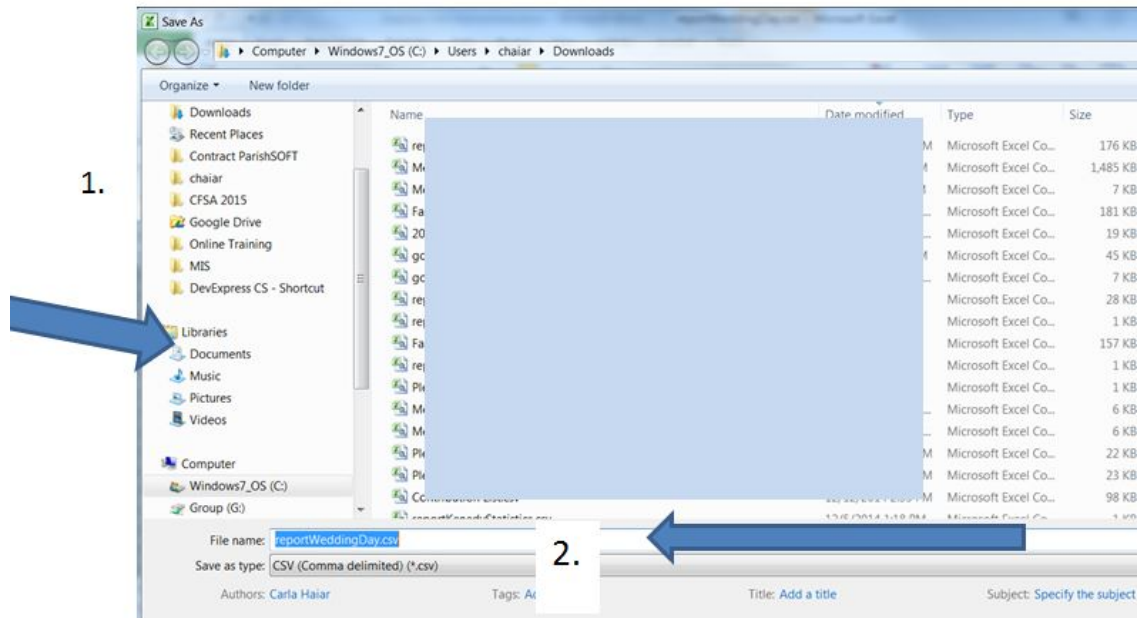 Save As
Computer ▸ Windows7_OS (C:) ▸ Users ▸ chaiar ▸ Downloads
Organize New folder
Name Date modified Type Size
Downloads
Recent Places
Contract ParishSOFT
chaiar
CFSA 2015
Google Drive
Online Training
MIS
DevExpress CS - Shortcut
Libraries
Documents
Music
Pictures
Videos
Computer
Windows7_OS (C:)
Group (G:)
1.
M Microsoft Excel Co... 176 KB
Microsoft Excel Co... 1,485 KB
Microsoft Excel Co... 7 KB
Microsoft Excel Co... 181 KB
20 Microsoft Excel Co... 19 KB
Microsoft Excel Co... 45 KB
Microsoft Excel Co... 7 KB
Microsoft Excel Co... 28 KB
Microsoft Excel Co... 1 KB
Microsoft Excel Co... 157 KB
Microsoft Excel Co... 1 KB
Microsoft Excel Co... 1 KB
Microsoft Excel Co... 6 KB
Microsoft Excel Co... 6 KB
M Microsoft Excel Co... 22 KB
M Microsoft Excel Co... 23 KB
M Microsoft Excel Co... 98 KB
File name: reportWeddingDay.csv
2.
Save as type: CSV (Comma delimited) (*.csv)
Authors: Carla Haiar Tags: Title: Add a title Subject: Specify the subject